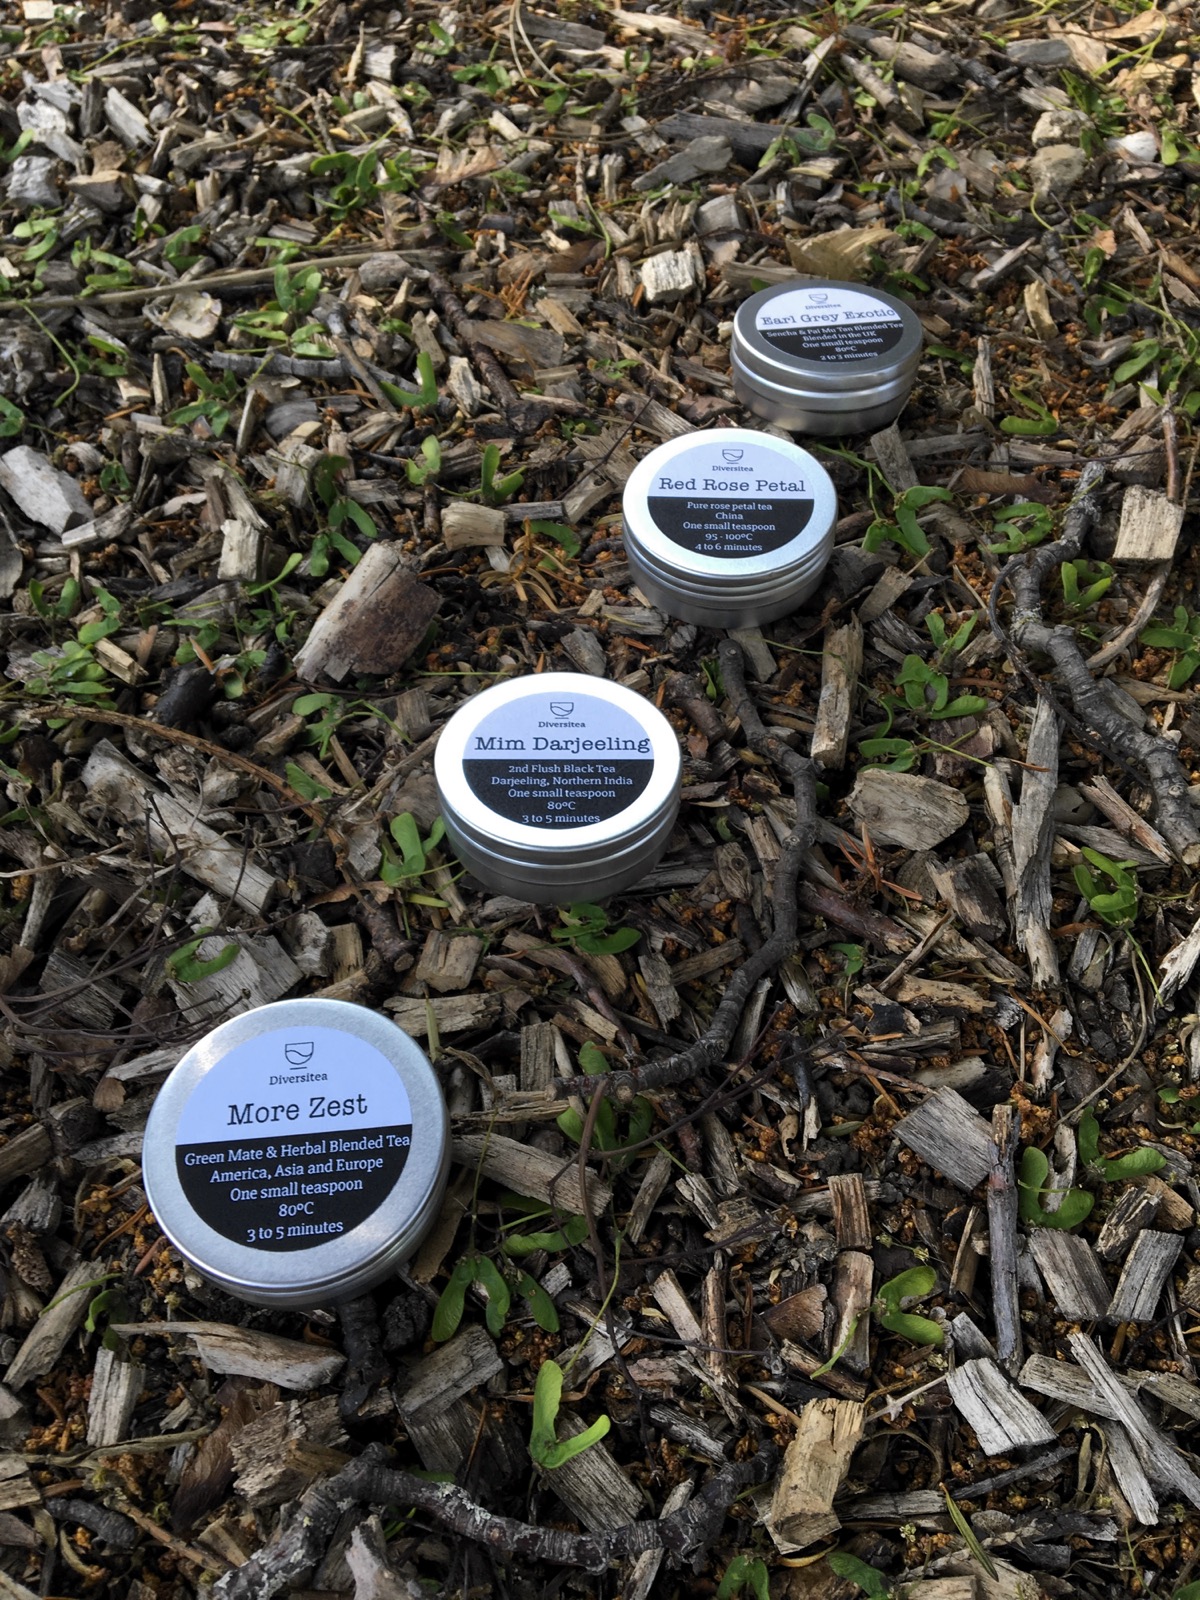 Diversitea
Earl Grey Exotic
Sencha & Pai Mu Tan Blended Tea
Blended in the UK
One small teaspoon
80ºC
2 to 3 minutes
Diversitea
Red Rose Petal
Pure rose petal tea
China
One small teaspoon
95 - 100ºC
4 to 6 minutes
Diversitea
Mim Darjeeling
2nd Flush Black Tea
Darjeeling, Northern India
One small teaspoon
80ºC
3 to 5 minutes
Diversitea
More Zest
Green Mate & Herbal Blended Tea
America, Asia and Europe
One small teaspoon
80ºC
3 to 5 minutes